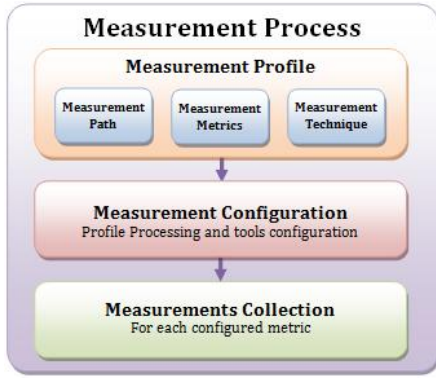 Measurement Process
Measurement Profile
Measurement
Path
Measurement
Metrics
Measurement
Technique
Measurement Configuration
Profile Processing and tools configuration
Measurements Collection
For each configured metric